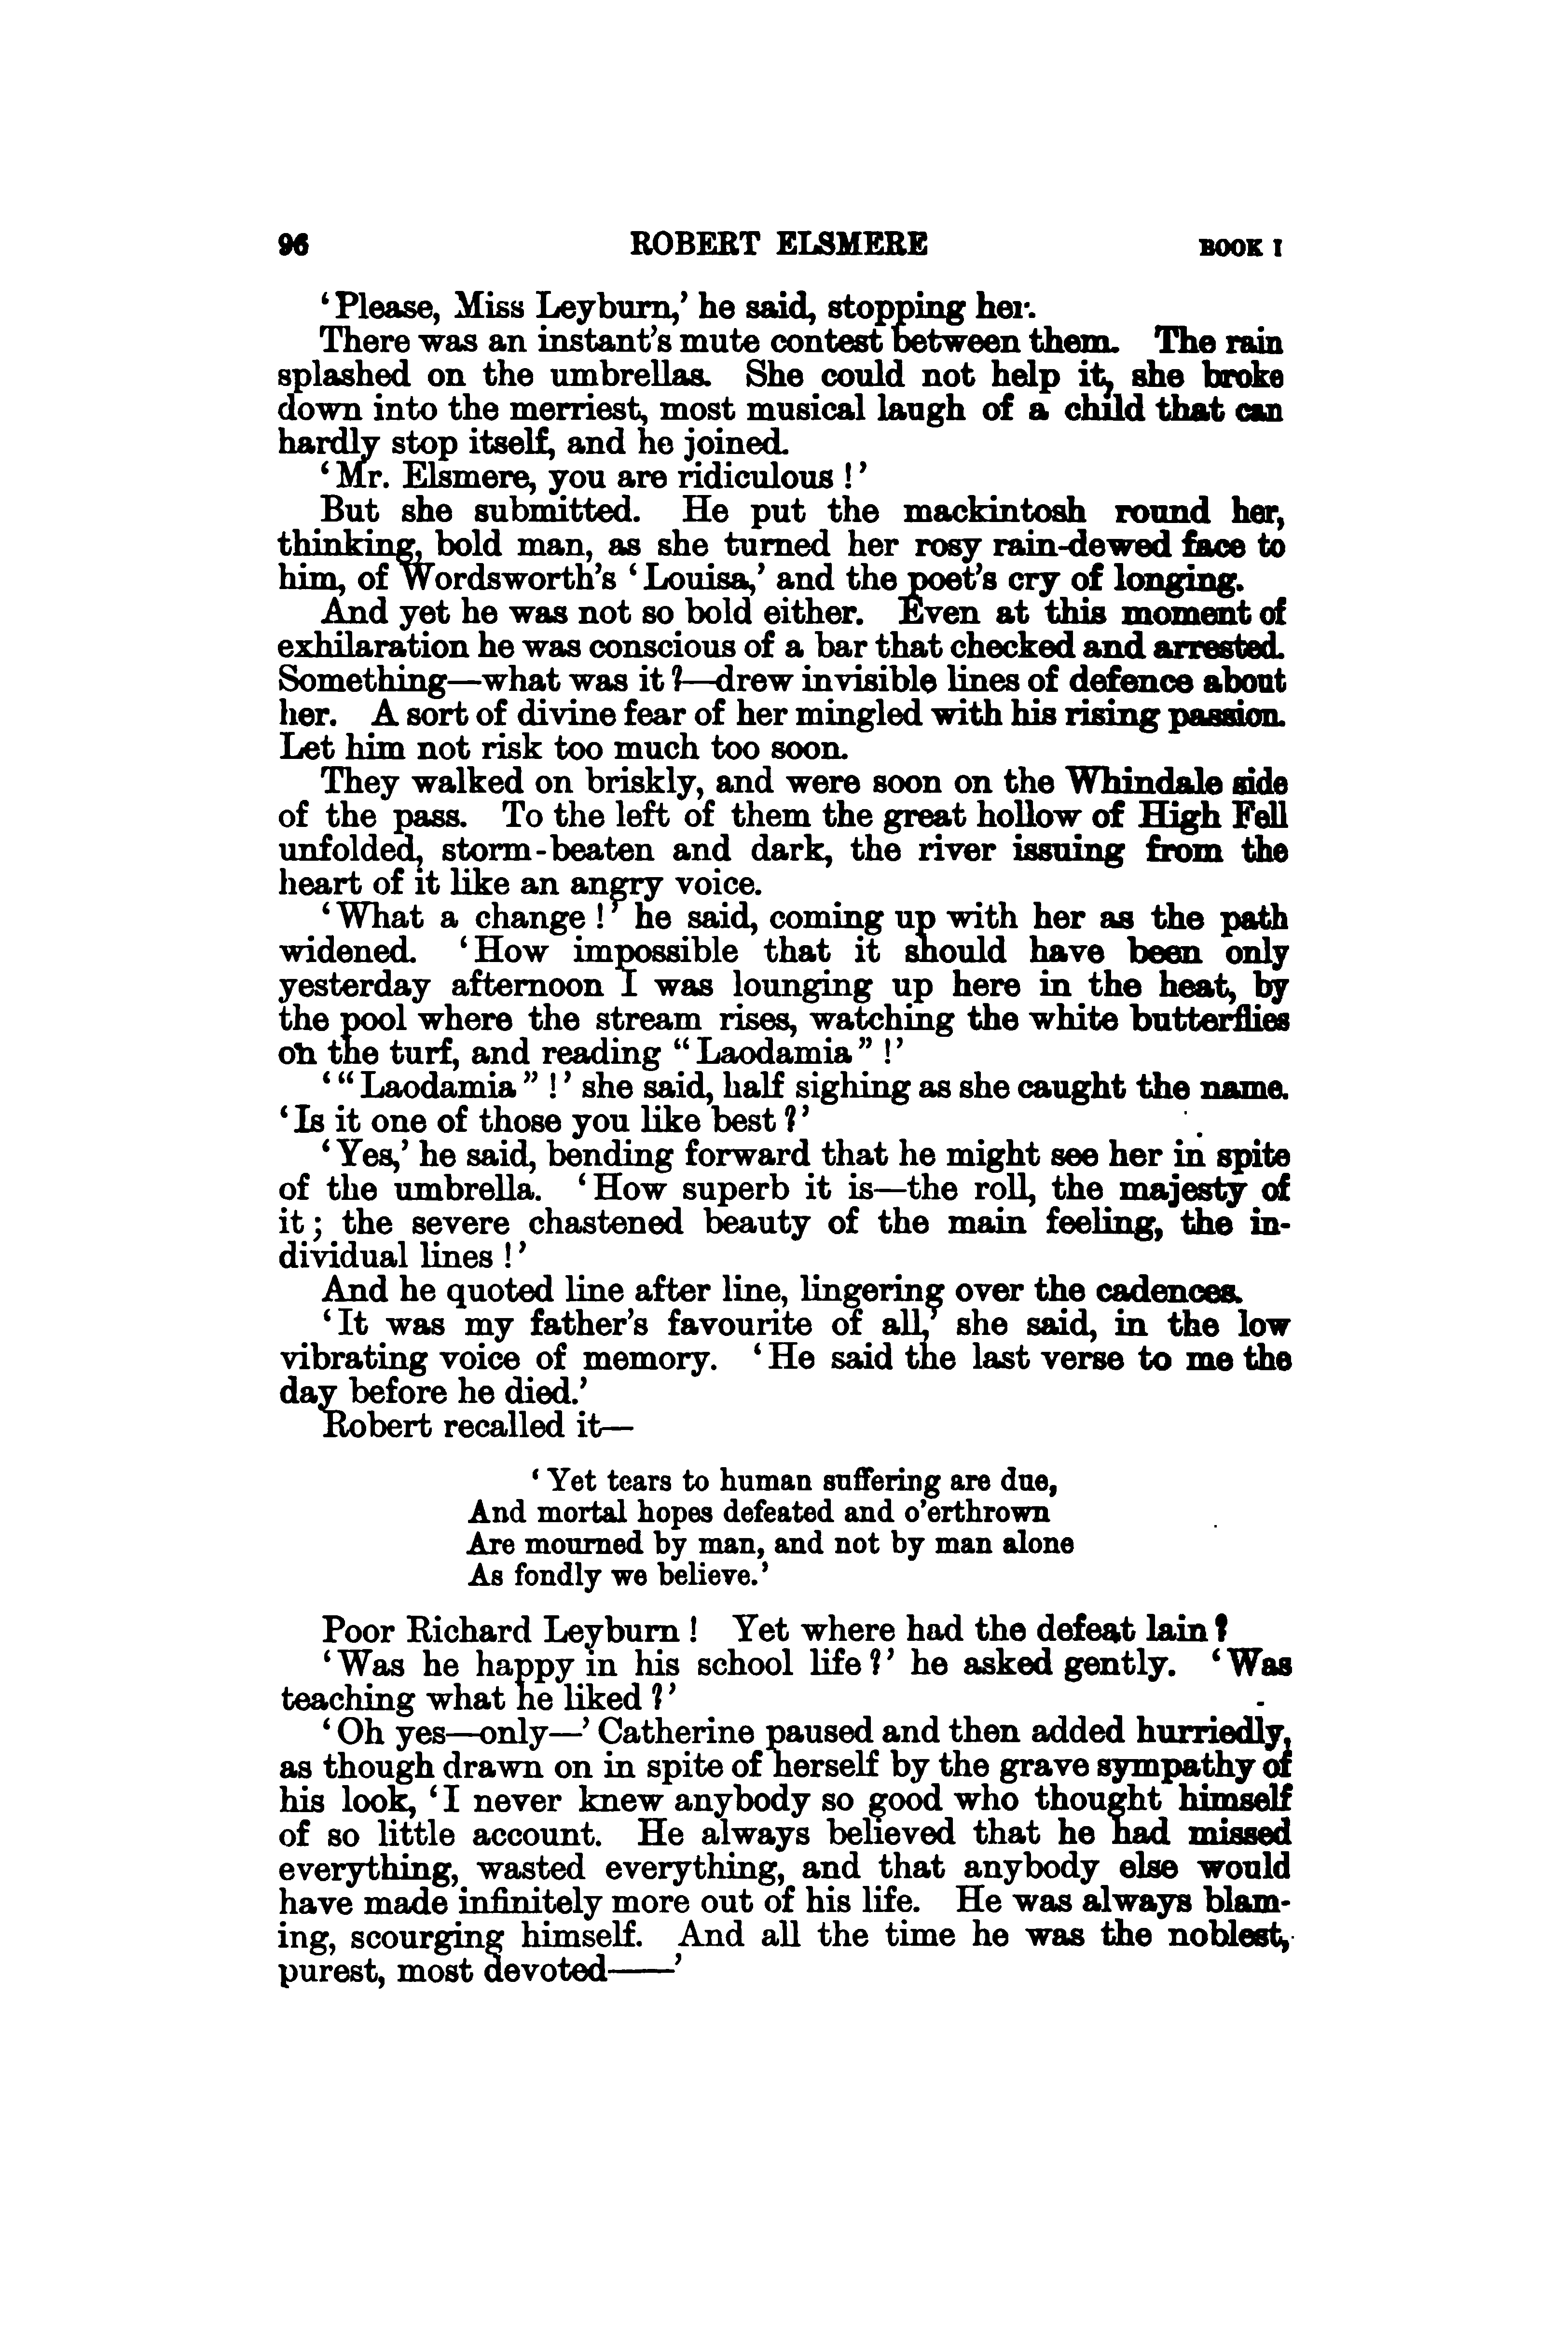 96 ROBERT ELSMERE BOOK I
‘Please, Miss Leyburn,’ he said, stopping her.
There was an instant’s mute contest between them. The rain
splashed on the umbrellas. She could not help it, she broke
down into the merriest, most musical laugh of a child that can
hardly stop itself, and he joined.
‘Mr. Elsmere, you are ridiculous!’
But she submitted. He put the mackintosh round her,
thinking, bold man, as she turned her rosy rain-dewed face to
him, of Wordsworth’s ‘Louisa,’ and the poet’s cry of longing.
And yet he was not so bold either. Even at this moment of
exhilaration he was conscious of a bar that checked and arrested.
Something—what was it?—drew invisible lines of defence about
her. A sort of divine fear of her mingled with his rising passion.
Let him not risk too much too soon.
They walked on briskly, and were soon on the Whindale side
of the pass. To the left of them the great hollow of High Fell
unfolded, storm-beaten and dark, the river issuing from the
heart of it like an angry voice.
‘What a change!’ he said, coming up with her as the path
widened. ‘How impossible that it should have been only
yesterday afternoon I was lounging up here in the heat, by
the pool where the stream rises, watching the white butterflies
on the turf, and reading “Laodamia”!’
‘“Laodamia”!’ she said, half sighing as she caught the name.
‘Is it one of those you like best?’
‘Yes,’ he said, bending forward that he might see her in spite
of the umbrella. ‘How superb it is—the roll, the majesty of
it; the severe chastened beauty of the main feeling, the in-
dividual lines!’
And he quoted line after line, lingering over the cadences.
‘It was my father’s favourite of all,’ she said, in the low
vibrating voice of memory. ‘He said the last verse to me the
day before he died.’
Robert recalled it—
‘Yet tears to human suffering are due,
And mortal hopes defeated and o’erthrown
Are mourned by man, and not by man alone
As fondly we believe.’
Poor Richard Leyburn! Yet where had the defeat lain?
‘Was he happy in his school life?’ he asked gently. ‘Was
teaching what he liked?’
‘Oh yes—only—’ Catherine paused and then added hurriedly,
as though drawn on in spite of herself by the grave sympathy of
his look, ‘I never knew anybody so good who thought himself
of so little account. He always believed that he had missed
everything, wasted everything, and that anybody else would
have made infinitely more out of his life. He was always blam-
ing, scourging himself. And all the time he was the noblest,
purest, most devoted——’